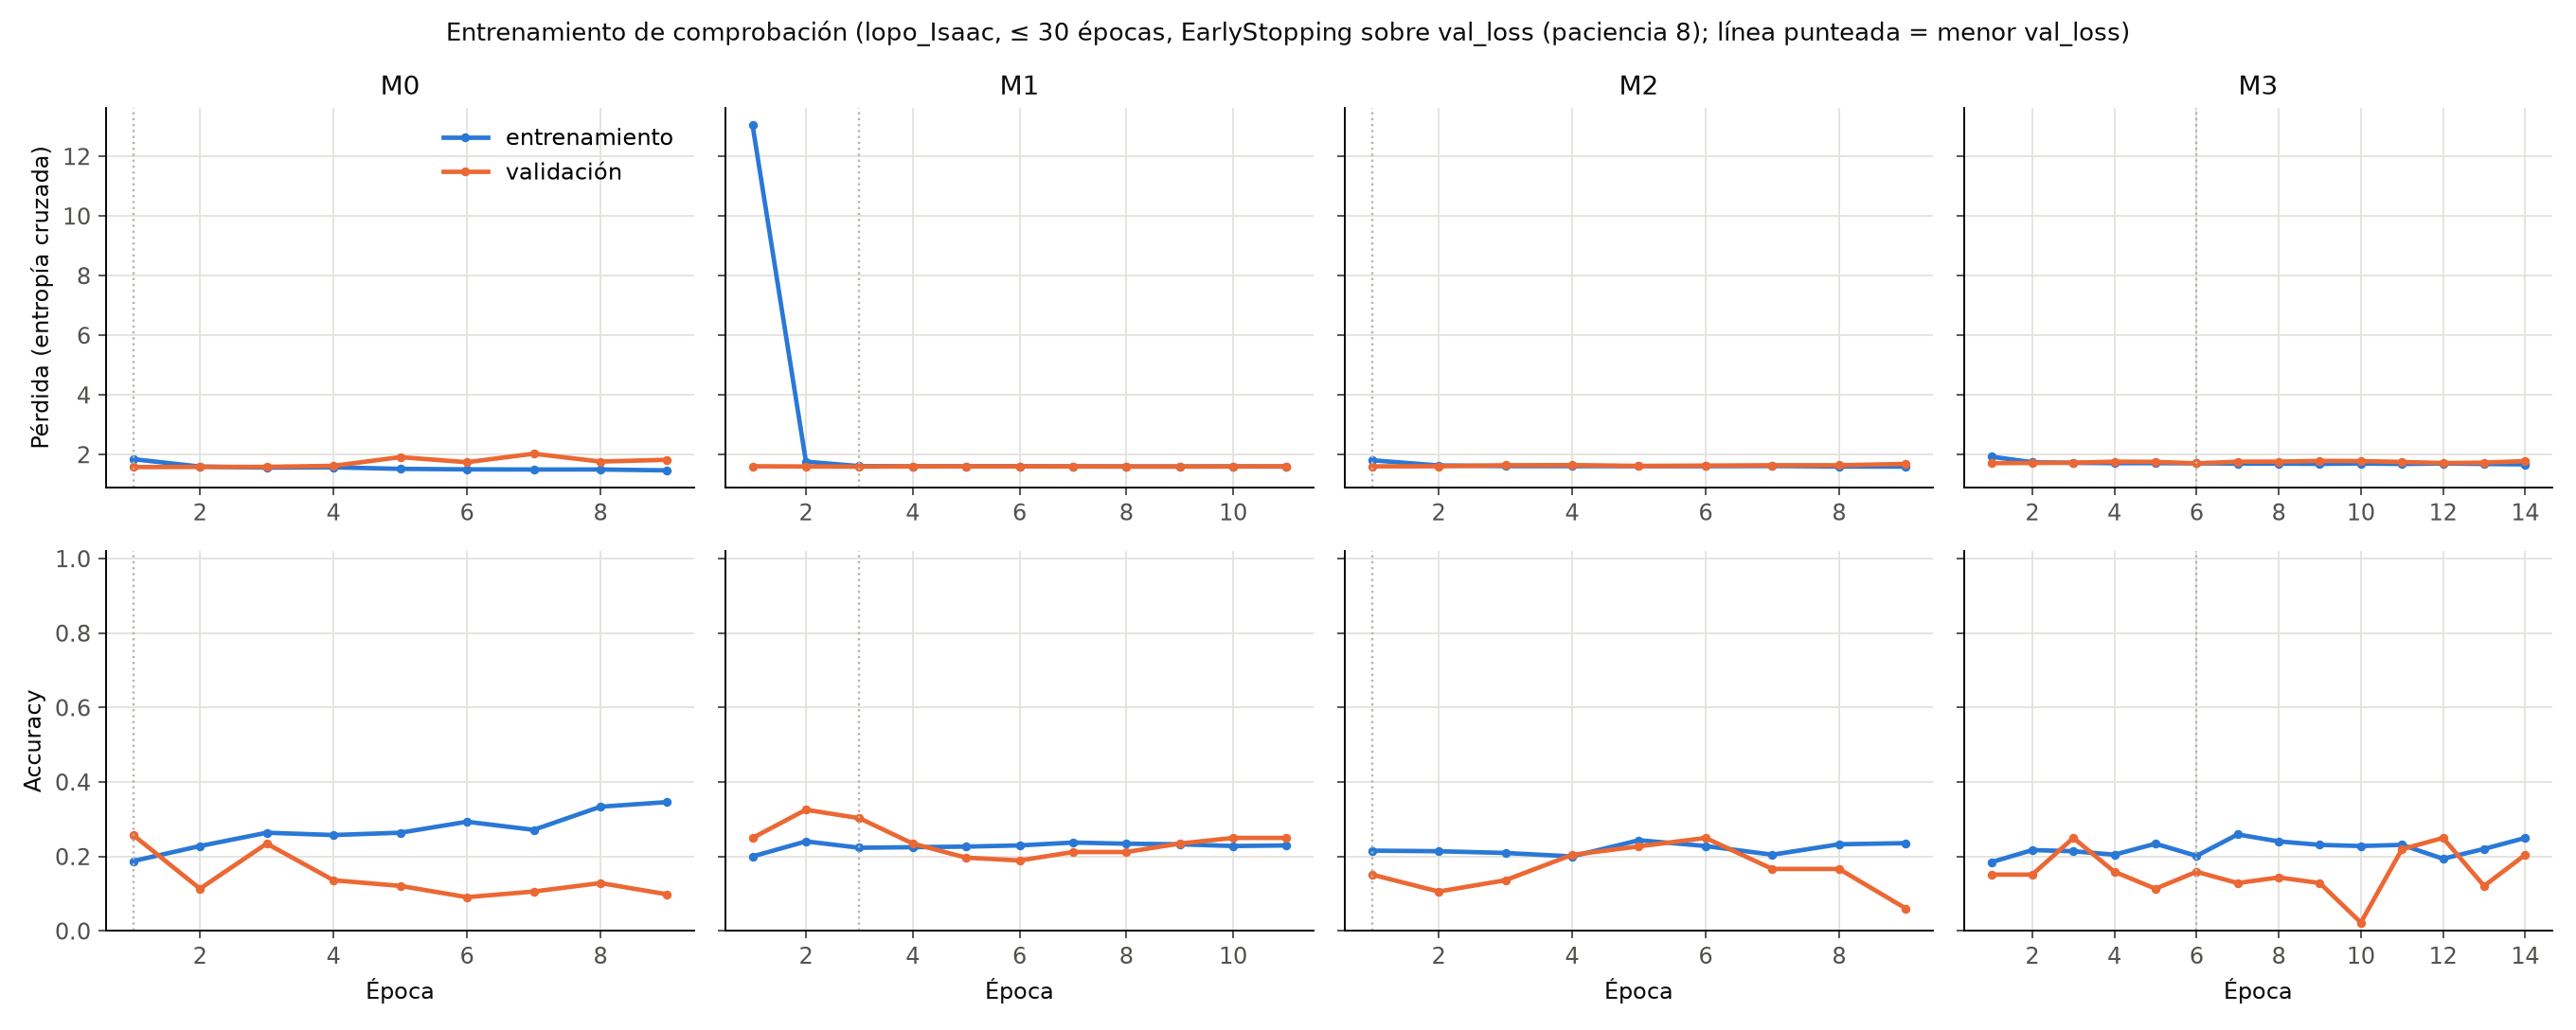 Entrenamiento de comprobación (lopo_Isaac, ≤ 30 épocas, EarlyStopping sobre val_loss (paciencia 8); línea punteada = menor val_loss)
M0
M1
M2
M3
entrenamiento
validación
Pérdida (entropía cruzada)
12
10
8
6
4
2
2 4 6 8
2 4 6 8 10
2 4 6 8
2 4 6 8 10 12 14
Accuracy
1.0
0.8
0.6
0.4
0.2
0.0
2 4 6 8
2 4 6 8 10
2 4 6 8
2 4 6 8 10 12 14
Época
Época
Época
Época